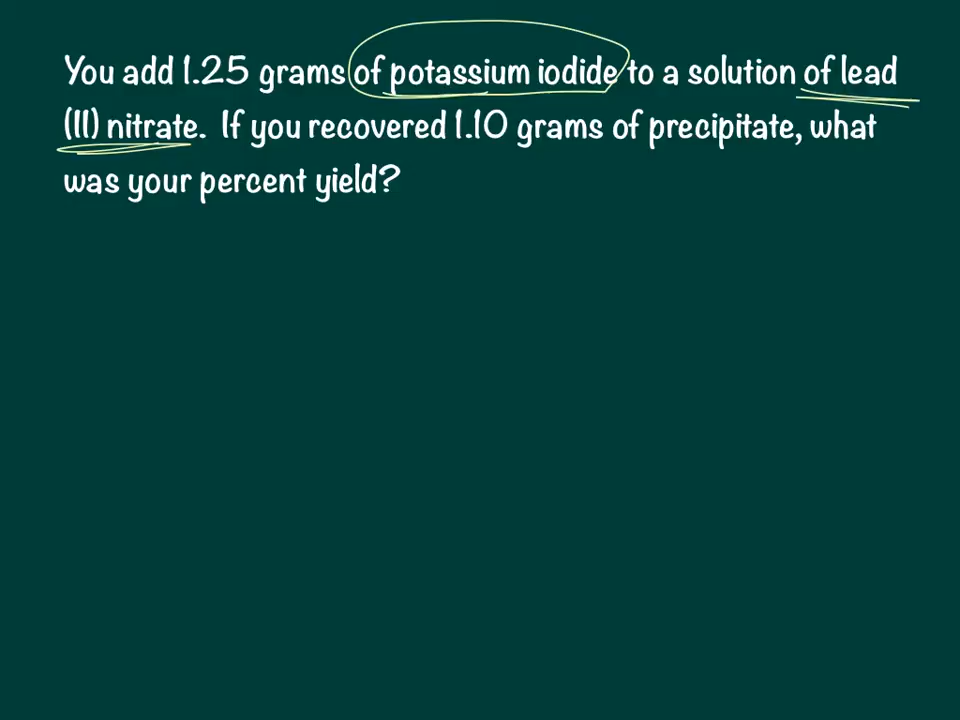 You add 1.25 grams of potassium iodide to a solution of lead
(II) nitrate. If you recovered 1.10 grams of precipitate, what
was your percent yield?